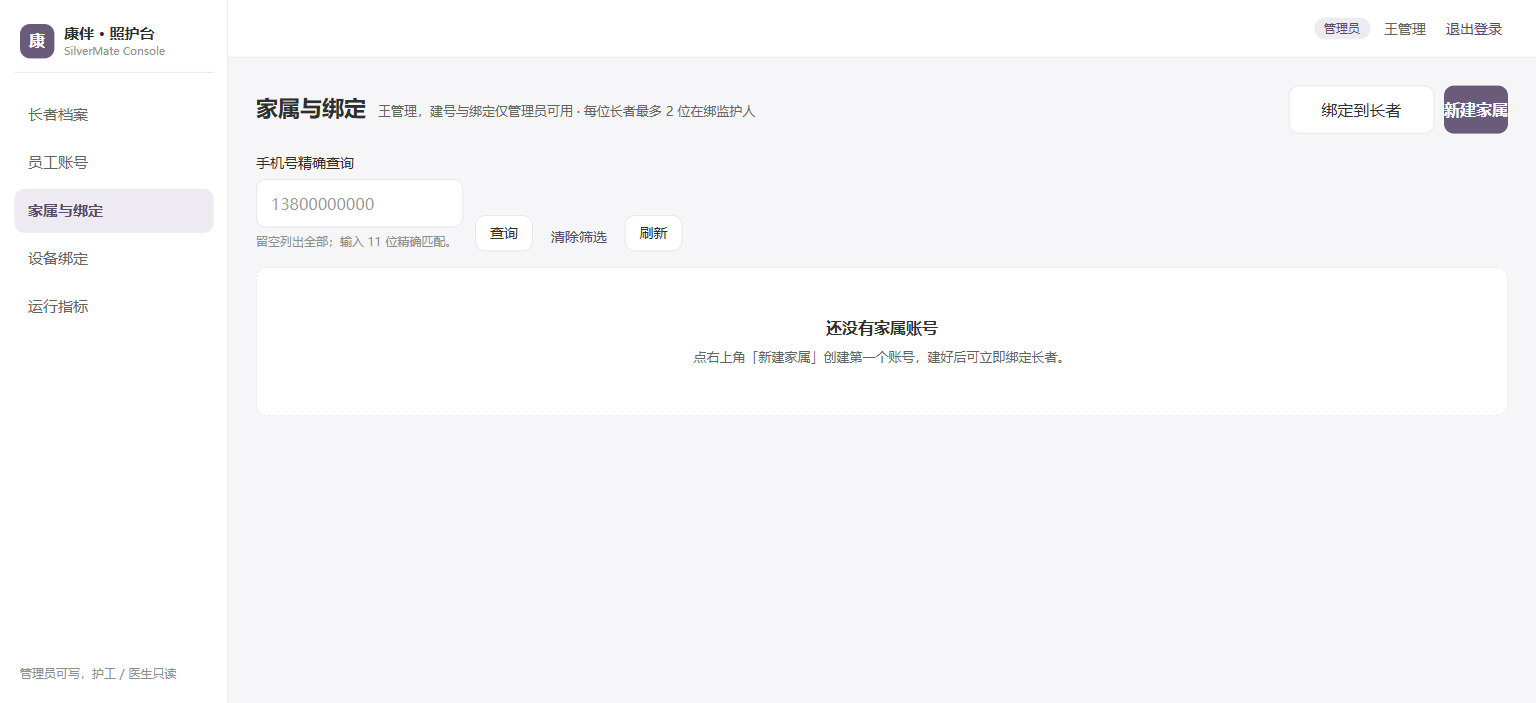 康
康伴・照护台
SilverMate Console
管理员
王管理
退出登录
长者档案
员工账号
家属与绑定
设备绑定
运行指标
管理员可写，护工 / 医生只读
家属与绑定
王管理，建号与绑定仅管理员可用 · 每位长者最多 2 位在绑监护人
绑定到长者
新建家属
手机号精确查询
13800000000
留空列出全部；输入 11 位精确匹配。
查询
清除筛选
刷新
还没有家属账号
点右上角「新建家属」创建第一个账号，建好后可立即绑定长者。